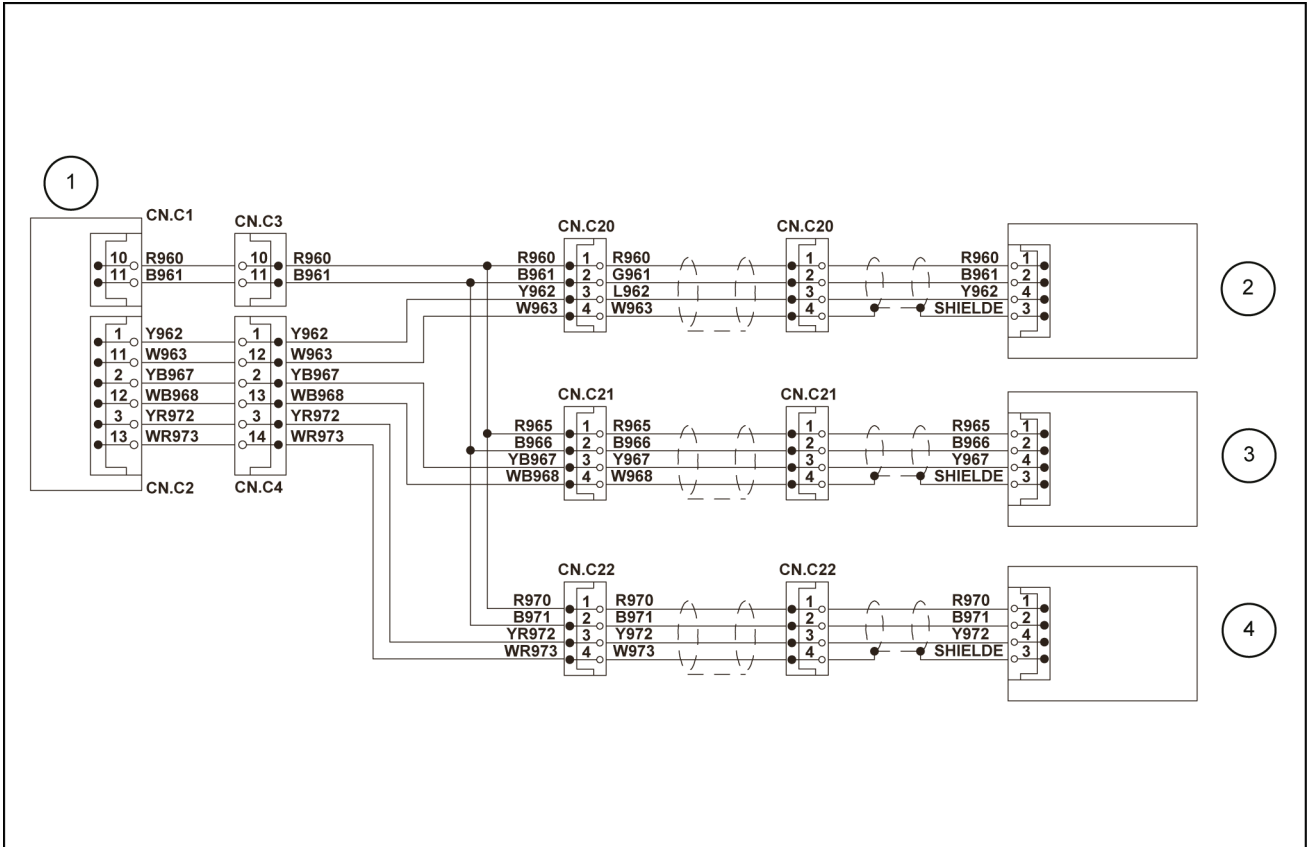 1
CN.C1
CN.C3
10 R960 10 R960
11 B961 11 B961
1 Y962 1 Y962
11 W963 12 W963
2 YB967 2 YB967
12 WB968 13 WB968
3 YR972 3 YR972
13 WR973 14 WR973
CN.C2
CN.C4
CN.C20 CN.C20
R960 1 R960 1 R960 1
B961 2 G961 2 B961 2
Y962 3 L962 3 Y962 4
W963 4 W963 4 SHIELDE 3
2
CN.C21 CN.C21
R965 1 R965 1 R965 1
B966 2 B966 2 B966 2
YB967 3 Y967 3 Y967 4
WB968 4 W968 4 SHIELDE 3
3
CN.C22 CN.C22
R970 1 R970 1 R970 1
B971 2 B971 2 B971 2
YR972 3 Y972 3 Y972 4
WR973 4 W973 4 SHIELDE 3
4